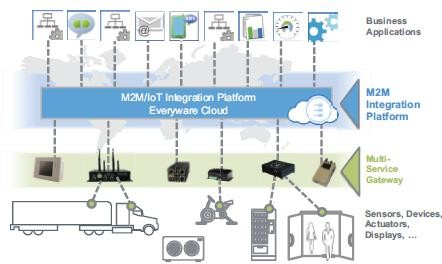 Business
Applications
M2M/IoT Integration Platform
Everyware Cloud
M2M
Integration
Platform
Multi-
Service
Gateway
Sensors, Devices,
Actuators,
Displays, ...